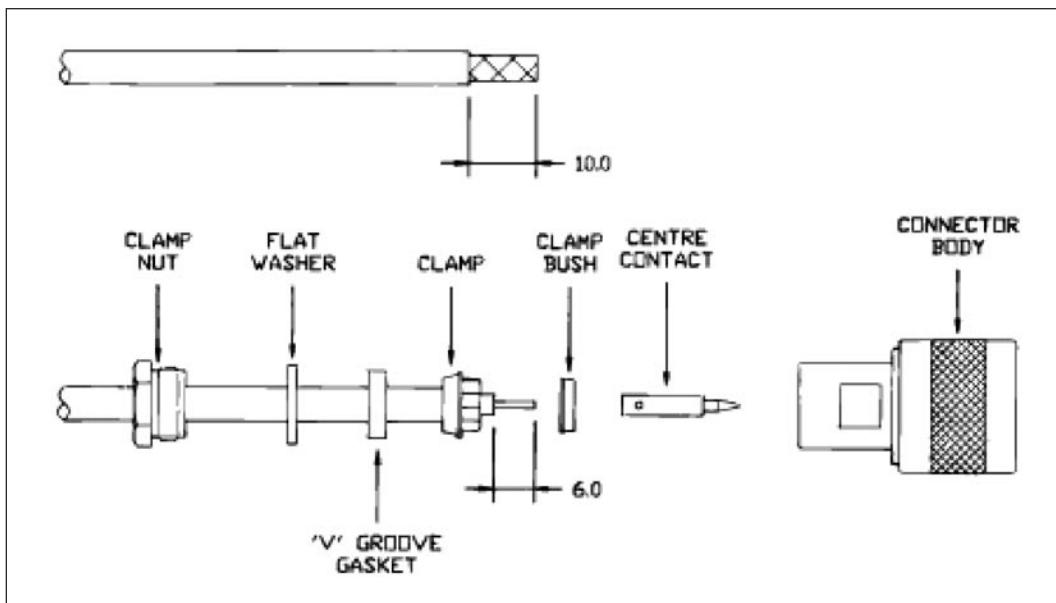 10.0
CLAMP
NUT
FLAT
WASHER
CLAMP
CLAMP
BUSH
CENTRE
CONTACT
CONNECTOR
BODY
6.0
'V' GROOVE
GASKET